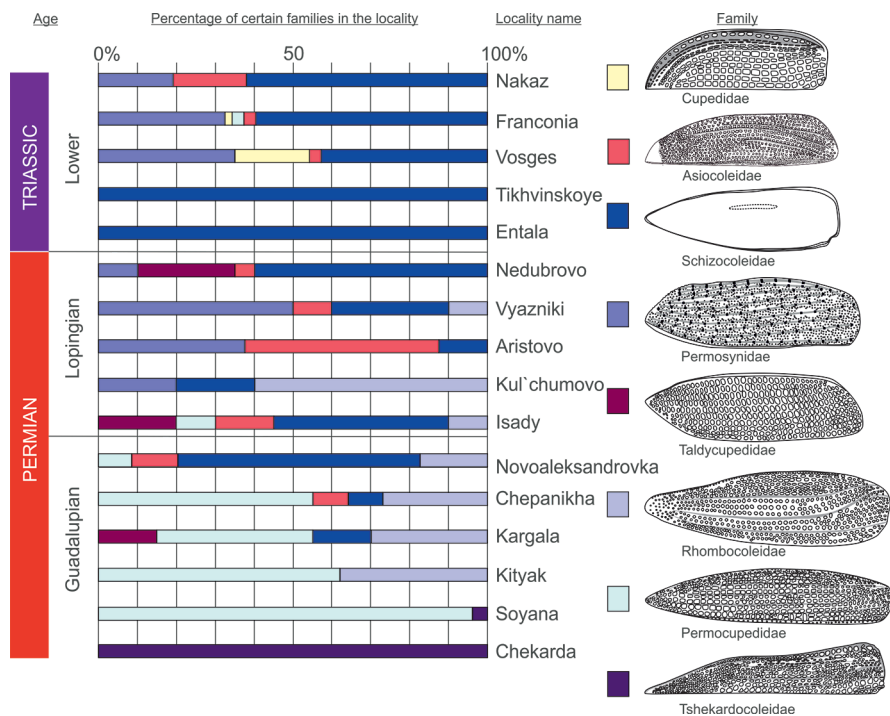 Age Percentage of certain families in the locality Locality name Family
0% 50 100%
TRIASSIC
Lower
Nakaz
Franconia
Vosges
Tikhvinskoye
Entala
PERMIAN
Lopingian
Nedubrovo
Vyazniki
Aristovo
Kul`chumovo
Isady
Guadalupian
Novoaleksandrovka
Chepanikha
Kargala
Kityak
Soyana
Chekarda
Cupedidae
Asiocoleidae
Schizocoleidae
Permosynidae
Taldycupedidae
Rhombocoleidae
Permocupedidae
Tshekardocoleidae